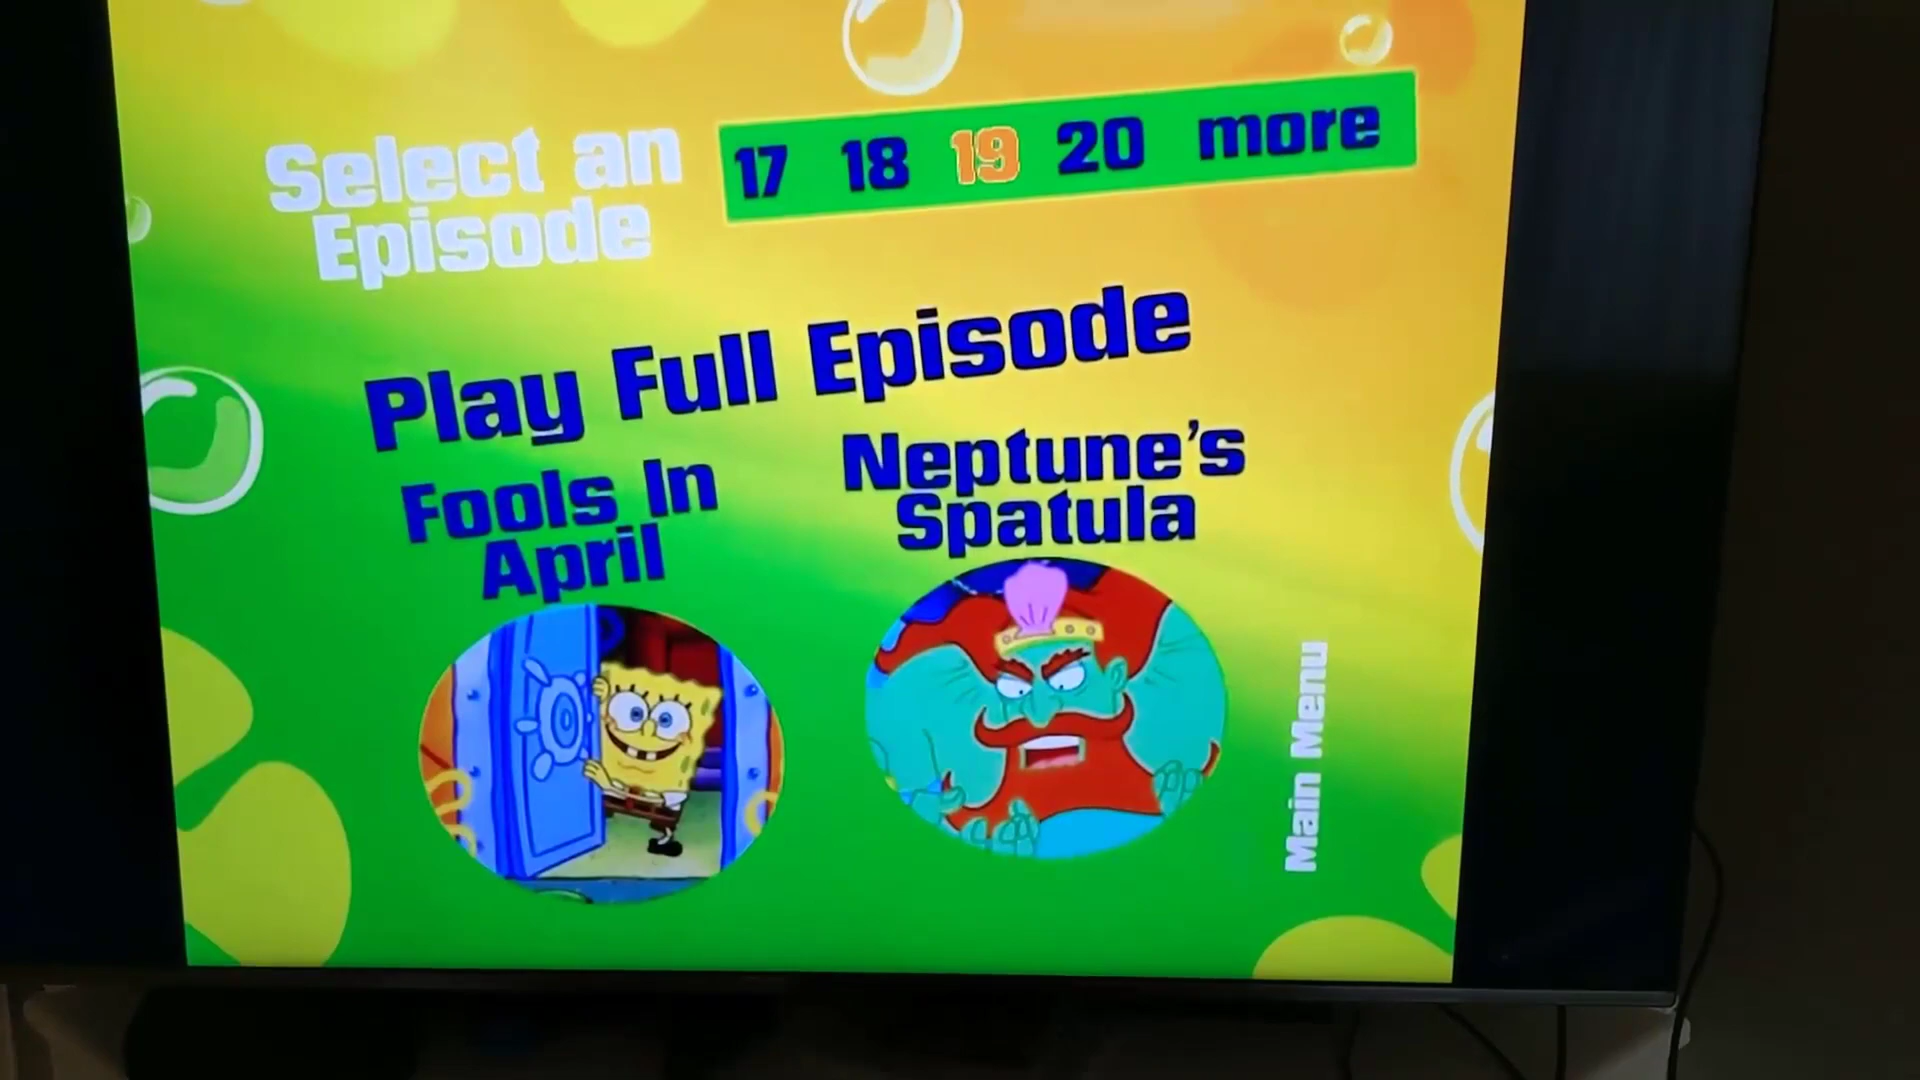 Select an
Episode
17 18 19 20 more
Play Full Episode
Fools In
April
Neptune's
Spatula
Main Menu